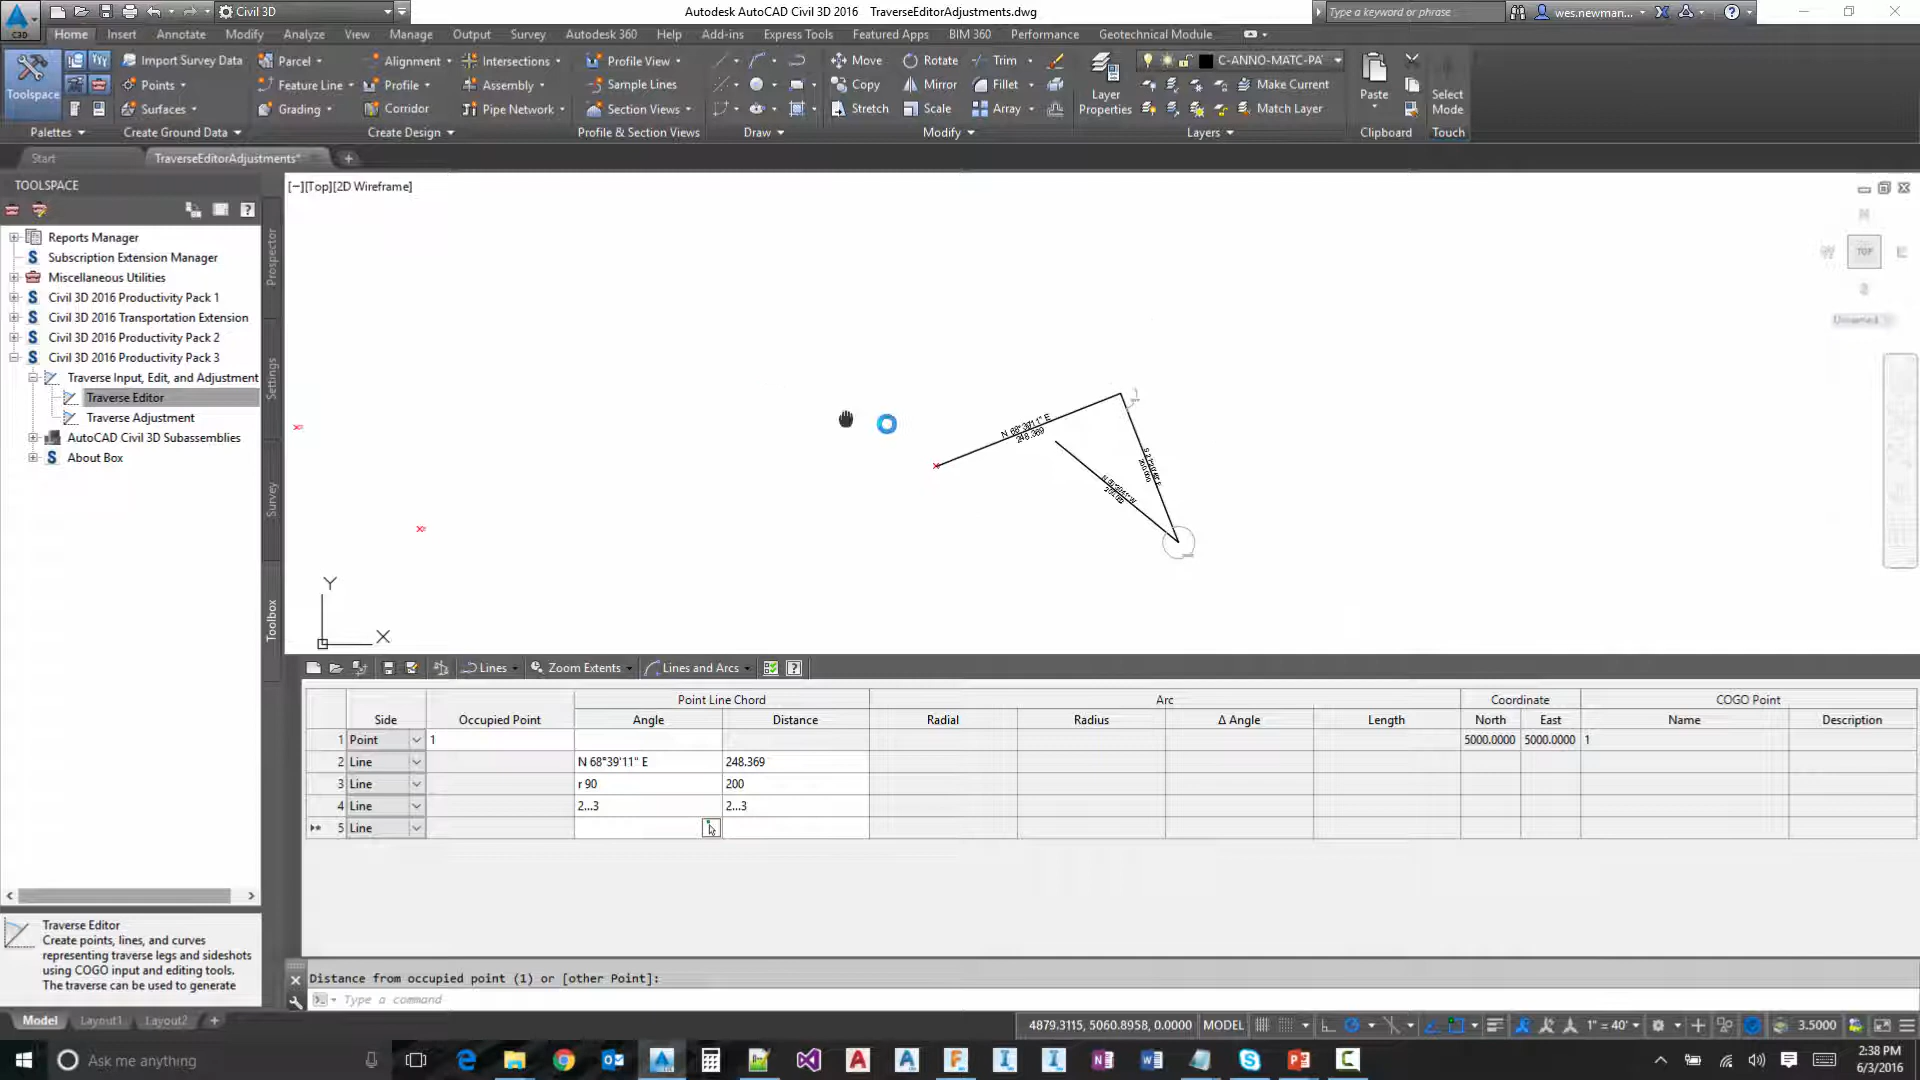 C3D
Civil 3D
Autodesk AutoCAD Civil 3D 2016 TraverseEditorAdjustments.dwg
Type a keyword or phrase
wes.newman...
Home Insert Annotate Modify Analyze View Manage Output Survey Autodesk 360 Help Add-ins Express Tools Featured Apps BIM 360 Performance Geotechnical Module
Toolspace
Import Survey Data
Points
Surfaces
Parcel
Feature Line
Grading
Alignment
Profile
Corridor
Intersections
Assembly
Pipe Network
Profile View
Sample Lines
Section Views
Move
Copy
Stretch
Rotate
Mirror
Scale
Trim
Fillet
Array
Layer
Properties
C-ANNO-MATC-PA
Make Current
Match Layer
Paste
Select
Mode
Palettes Create Ground Data Create Design Profile & Section Views Draw Modify Layers Clipboard Touch
Start TraverseEditorAdjustments*
TOOLSPACE
Reports Manager
Subscription Extension Manager
Miscellaneous Utilities
Civil 3D 2016 Productivity Pack 1
Civil 3D 2016 Transportation Extension
Civil 3D 2016 Productivity Pack 2
Civil 3D 2016 Productivity Pack 3
Traverse Input, Edit, and Adjustment
Traverse Editor
Traverse Adjustment
AutoCAD Civil 3D Subassemblies
About Box
Prospector
Settings
Survey
Toolbox
Traverse Editor
Create points, lines, and curves
representing traverse legs and sideshots
using COGO input and editing tools.
The traverse can be used to generate
[−][Top][2D Wireframe]
TOP
Unnamed
248.369
Y
X
Lines Zoom Extents Lines and Arcs
Point Line Chord Arc Coordinate COGO Point
Side Occupied Point Angle Distance Radial Radius Δ Angle Length North East Name Description
1 Point 1 5000.0000 5000.0000 1
2 Line N 68°39'11" E 248.369
3 Line r 90 200
4 Line 2...3 2...3
5 Line
Distance from occupied point (1) or [other Point]:
Type a command
Model Layout1 Layout2
4879.3115, 5060.8958, 0.0000 MODEL 1" = 40' 3.5000
Ask me anything
2:38 PM
6/3/2016